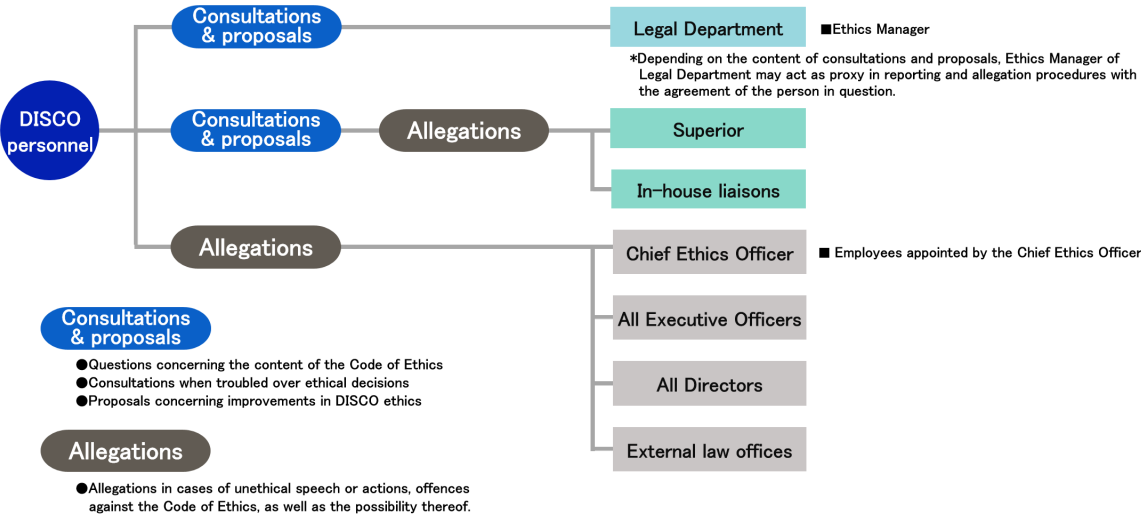 Consultations
& proposals
Legal Department
■Ethics Manager
*Depending on the content of consultations and proposals, Ethics Manager of
Legal Department may act as proxy in reporting and allegation procedures with
the agreement of the person in question.
DISCO
personnel
Consultations
& proposals
Allegations
Superior
In-house liaisons
Allegations
Chief Ethics Officer
■ Employees appointed by the Chief Ethics Officer
All Executive Officers
All Directors
External law offices
Consultations
& proposals
●Questions concerning the content of the Code of Ethics
●Consultations when troubled over ethical decisions
●Proposals concerning improvements in DISCO ethics
Allegations
●Allegations in cases of unethical speech or actions, offences
against the Code of Ethics, as well as the possibility thereof.